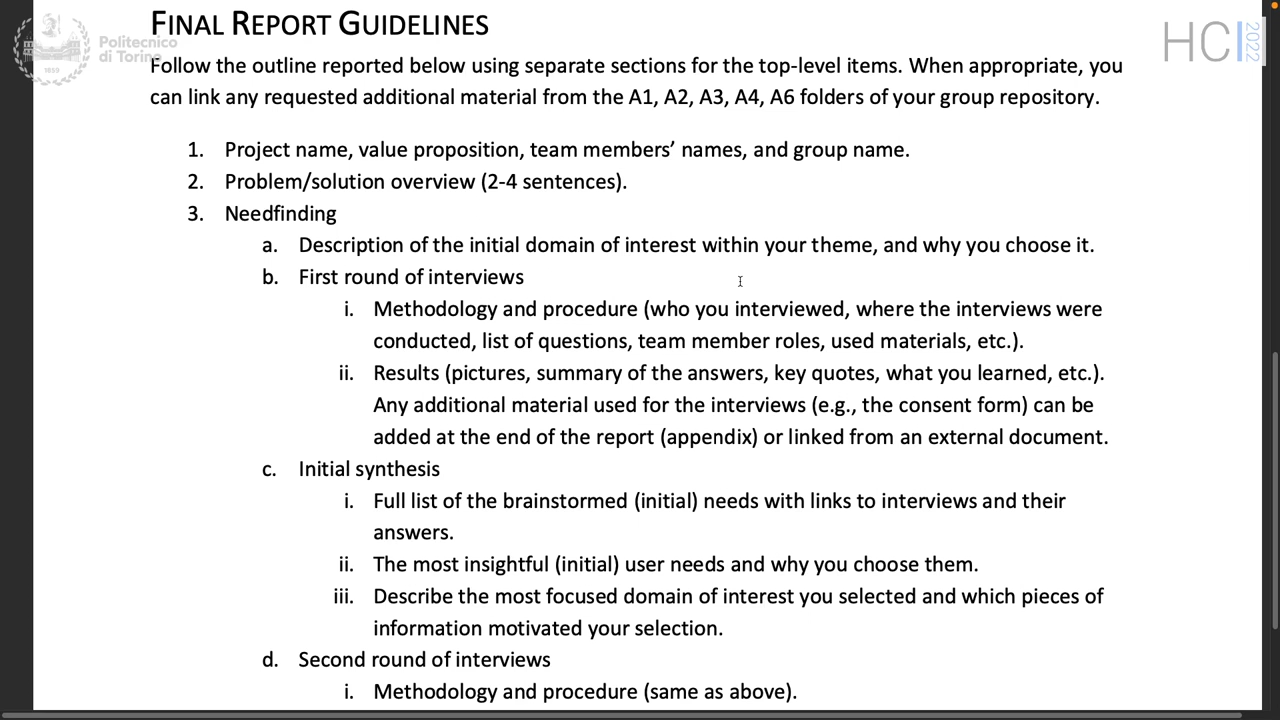 FINAL REPORT GUIDELINES
HCI 2022
Politecnico
di Torino
1859
Follow the outline reported below using separate sections for the top-level items. When appropriate, you
can link any requested additional material from the A1, A2, A3, A4, A6 folders of your group repository.
1. Project name, value proposition, team members’ names, and group name.
2. Problem/solution overview (2-4 sentences).
3. Needfinding
a. Description of the initial domain of interest within your theme, and why you choose it.
b. First round of interviews
i. Methodology and procedure (who you interviewed, where the interviews were
conducted, list of questions, team member roles, used materials, etc.).
ii. Results (pictures, summary of the answers, key quotes, what you learned, etc.).
Any additional material used for the interviews (e.g., the consent form) can be
added at the end of the report (appendix) or linked from an external document.
c. Initial synthesis
i. Full list of the brainstormed (initial) needs with links to interviews and their
answers.
ii. The most insightful (initial) user needs and why you choose them.
iii. Describe the most focused domain of interest you selected and which pieces of
information motivated your selection.
d. Second round of interviews
i. Methodology and procedure (same as above).